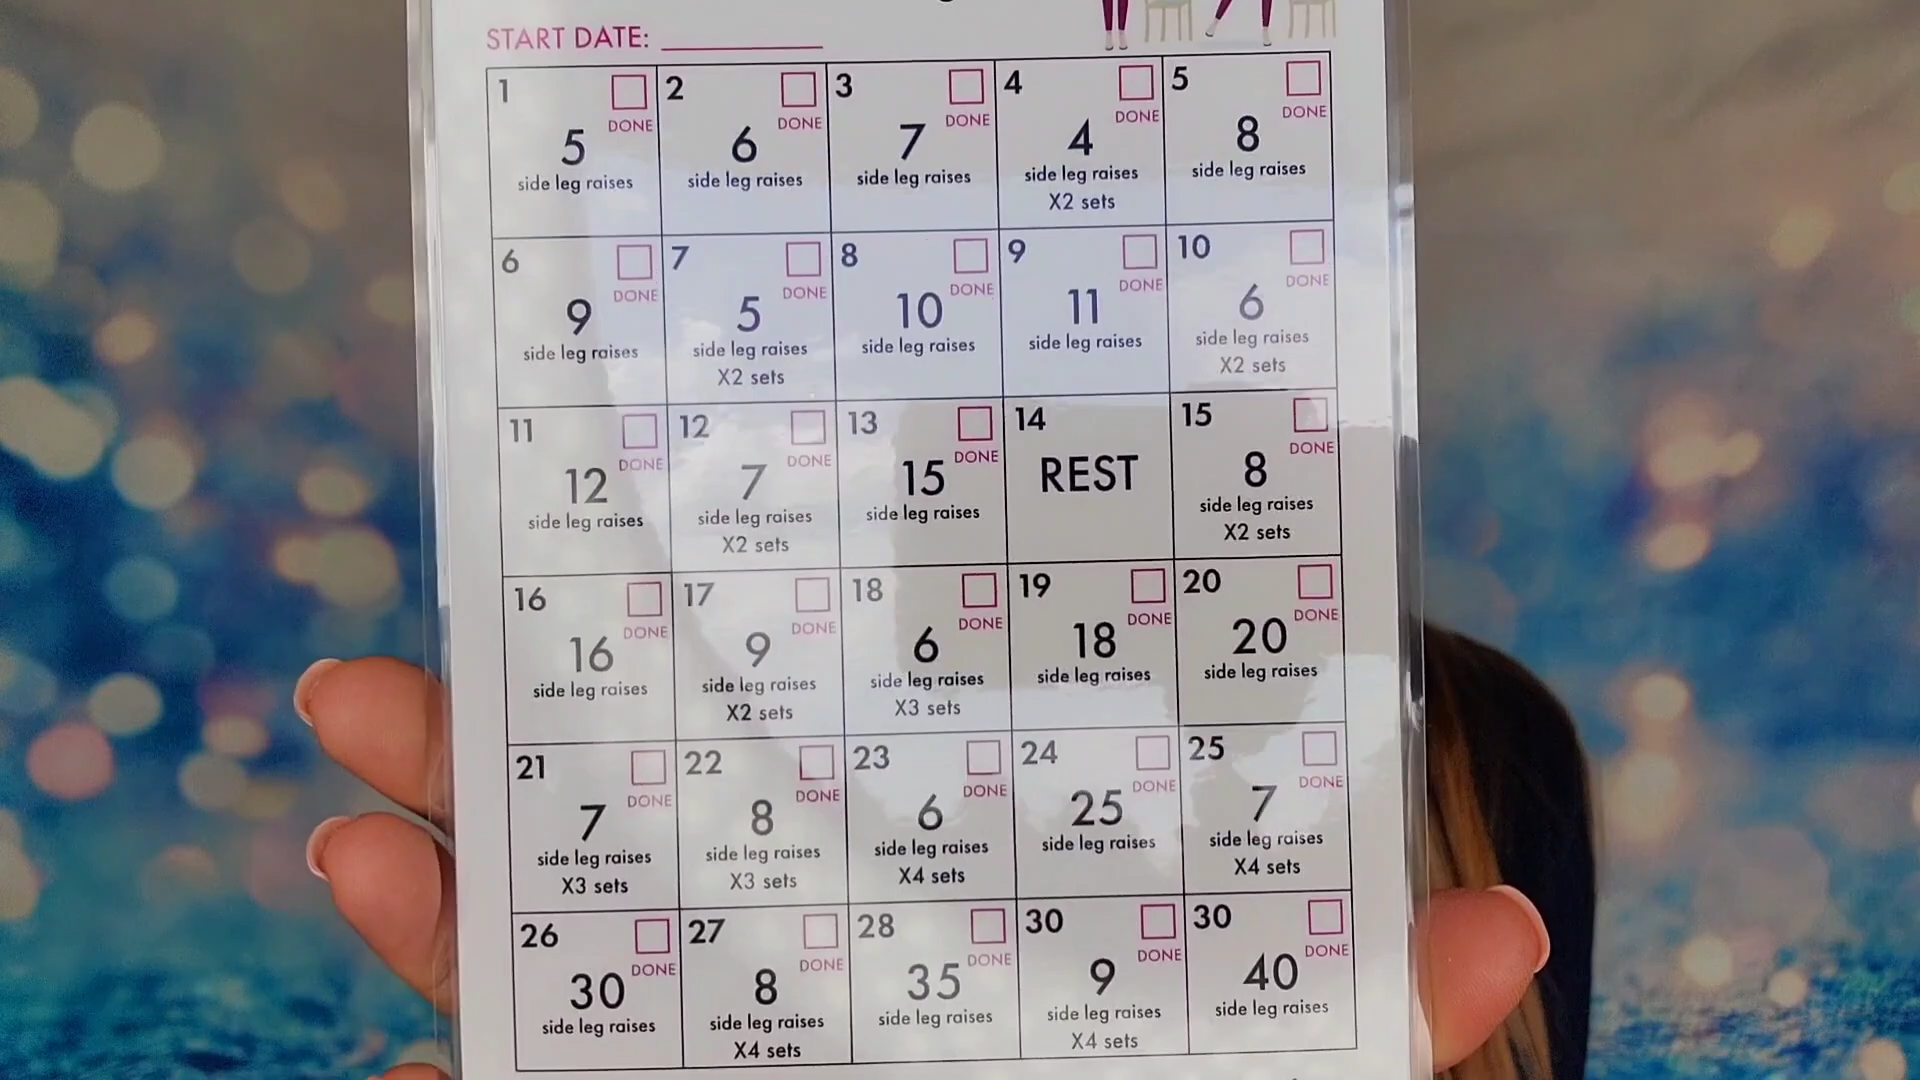 START DATE:
1
DONE
5
side leg raises
2
DONE
6
side leg raises
3
DONE
7
side leg raises
4
DONE
4
side leg raises
X2 sets
5
DONE
8
side leg raises
6
DONE
9
side leg raises
7
DONE
5
side leg raises
X2 sets
8
DONE
10
side leg raises
9
DONE
11
side leg raises
10
DONE
6
side leg raises
X2 sets
11
DONE
12
side leg raises
12
DONE
7
side leg raises
X2 sets
13
DONE
15
side leg raises
14
REST
15
DONE
8
side leg raises
X2 sets
16
DONE
16
side leg raises
17
DONE
9
side leg raises
X2 sets
18
DONE
6
side leg raises
X3 sets
19
DONE
18
side leg raises
20
DONE
20
side leg raises
21
DONE
7
side leg raises
X3 sets
22
DONE
8
side leg raises
X3 sets
23
DONE
6
side leg raises
X4 sets
24
DONE
25
side leg raises
25
DONE
7
side leg raises
X4 sets
26
DONE
30
side leg raises
27
DONE
8
side leg raises
X4 sets
28
DONE
35
side leg raises
30
DONE
9
side leg raises
X4 sets
30
DONE
40
side leg raises